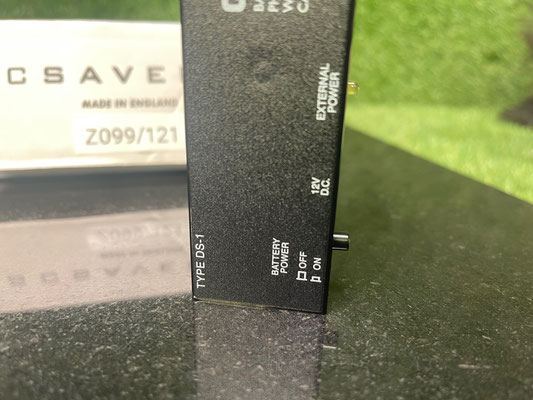 CSAVE
MADE IN ENGLAND
Z099/121
EXTERNAL
POWER
12V
D.C.
BATTERY
POWER
OFF
ON
TYPE DS-1